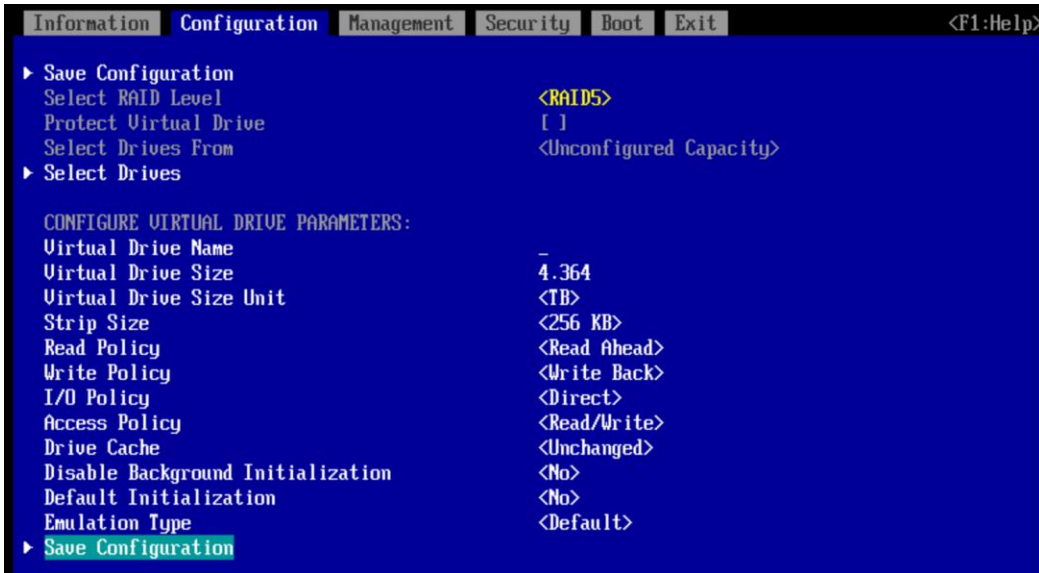 Information Configuration Management Security Boot Exit <F1:Help>
▶ Save Configuration
Select RAID Level <RAID5>
Protect Virtual Drive [ ]
Select Drives From <Unconfigured Capacity>
▶ Select Drives
CONFIGURE VIRTUAL DRIVE PARAMETERS:
Virtual Drive Name _
Virtual Drive Size 4.364
Virtual Drive Size Unit <TB>
Strip Size <256 KB>
Read Policy <Read Ahead>
Write Policy <Write Back>
I/O Policy <Direct>
Access Policy <Read/Write>
Drive Cache <Unchanged>
Disable Background Initialization <No>
Default Initialization <No>
Emulation Type <Default>
▶ Save Configuration